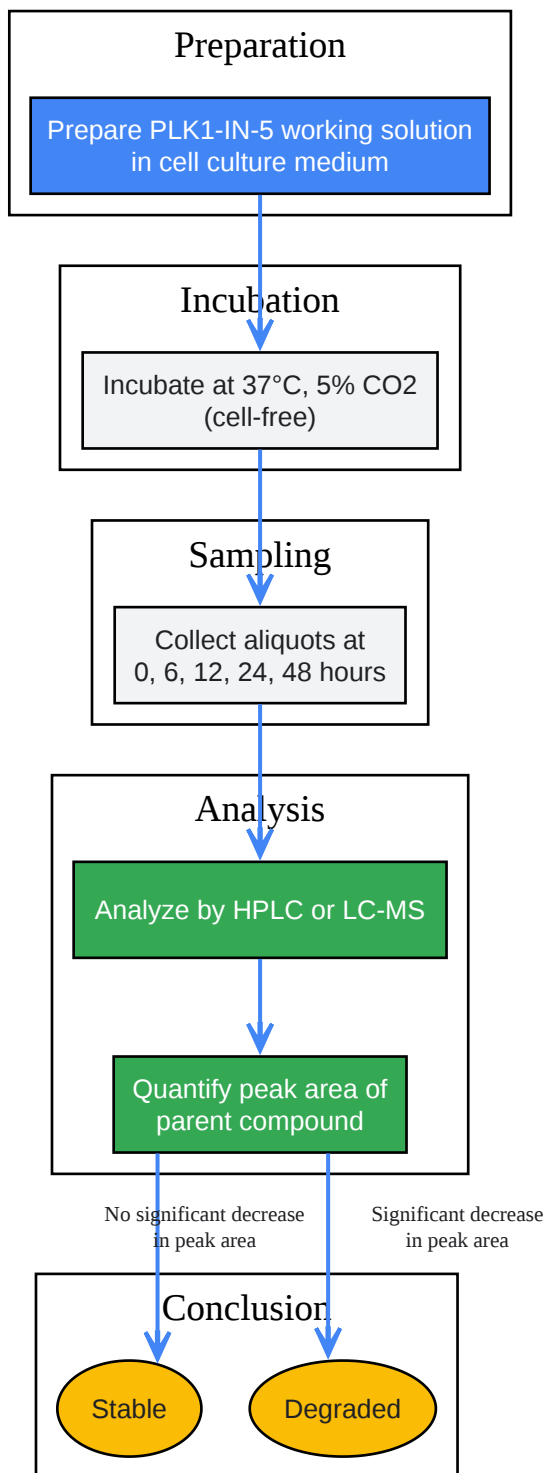 Preparation
Prepare PLK1-IN-5 working solution
in cell culture medium
Incubation
Incubate at 37°C, 5% CO2
(cell-free)
Sampling
Collect aliquots at
0, 6, 12, 24, 48 hours
Analysis
Analyze by HPLC or LC-MS
Quantify peak area of
parent compound
No significant decrease
in peak area
Significant decrease
in peak area
Conclusion
Stable
Degraded